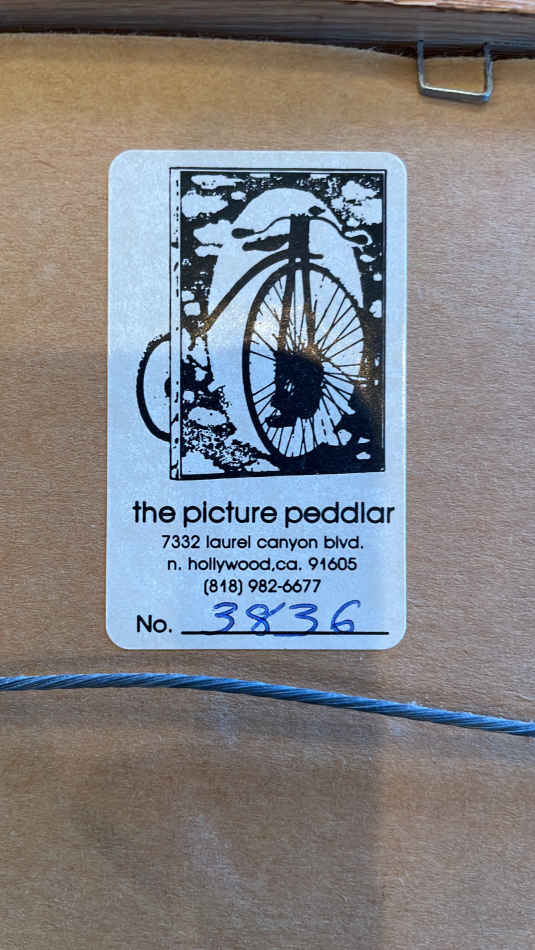 the picture peddlar
7332 laurel canyon blvd.
n. hollywood,ca. 91605
(818) 982-6677
No. 3836